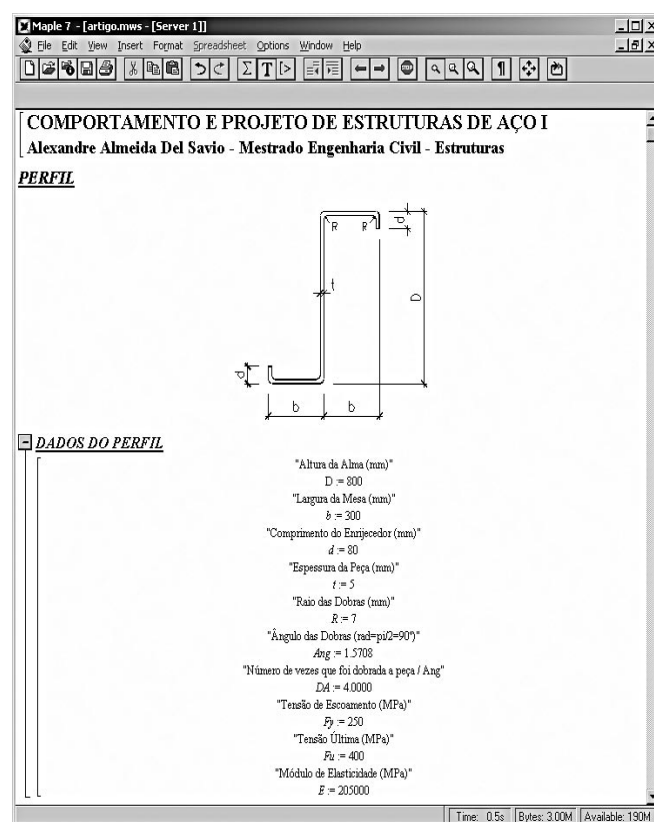 Maple 7 - [artigo.mws - [Server 1]]
File Edit View Insert Format Spreadsheet Options Window Help
COMPORTAMENTO E PROJETO DE ESTRUTURAS DE AÇO I
Alexandre Almeida Del Savio - Mestrado Engenharia Civil - Estruturas
PERFIL
R R d
t
D
d
b b
DADOS DO PERFIL
"Altura da Alma (mm)"
D := 800
"Largura da Mesa (mm)"
b := 300
"Comprimento do Enrijecedor (mm)"
d := 80
"Espessura da Peça (mm)"
t := 5
"Raio das Dobras (mm)"
R := 7
"Ângulo das Dobras (rad=pi/2=90º)"
Ang := 1.5708
"Número de vezes que foi dobrada a peça / Ang"
DA := 4.0000
"Tensão de Escoamento (MPa)"
Fy := 250
"Tensão Última (MPa)"
Fu := 400
"Módulo de Elasticidade (MPa)"
E := 205000
Time: 0.5s Bytes: 3.00M Available: 190M